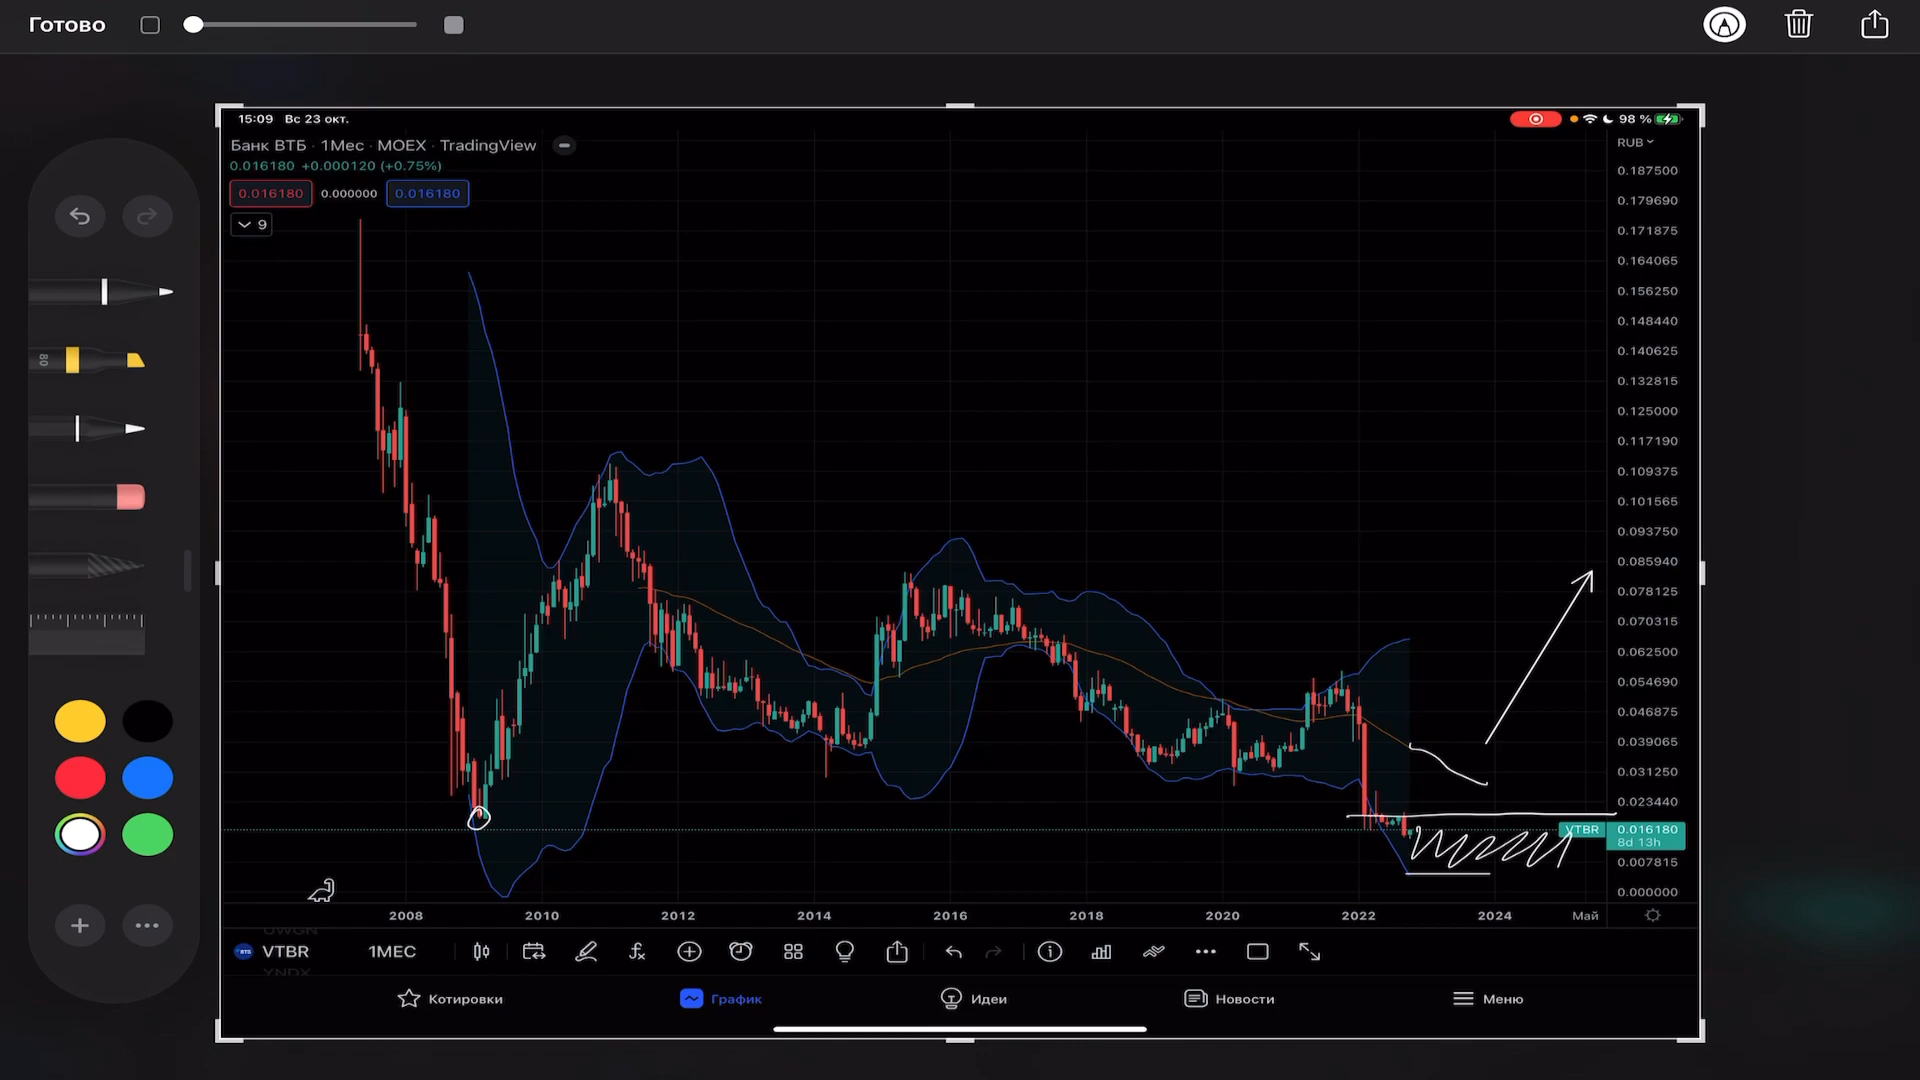 Готово
80
15:09 Вс 23 окт.
98 %
Банк ВТБ · 1Мес · MOEX · TradingView
0.016180 +0.000120 (+0.75%)
0.016180 0.000000 0.016180
9
RUB
0.187500
0.179690
0.171875
0.164065
0.156250
0.148440
0.140625
0.132815
0.125000
0.117190
0.109375
0.101565
0.093750
0.085940
0.078125
0.070315
0.062500
0.054690
0.046875
0.039065
0.031250
0.023440
VTBR 0.016180
8d 13h
0.007815
0.000000
2008 2010 2012 2014 2016 2018 2020 2022 2024 Май
UWGN
VTBR 1МЕС
YNDX
Котировки График Идеи Новости Меню